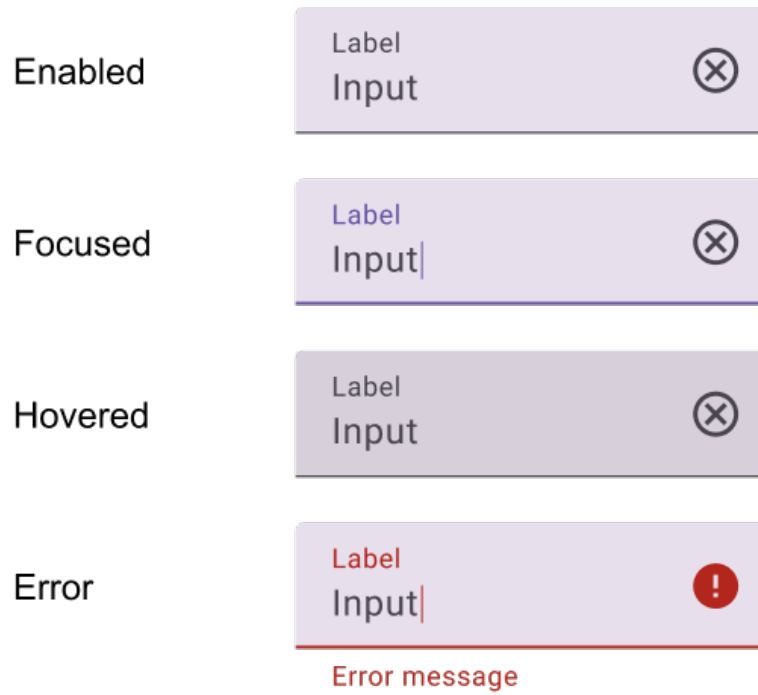 Enabled
Label
Input
Focused
Label
Input
Hovered
Label
Input
Error
Label
Input
Error message